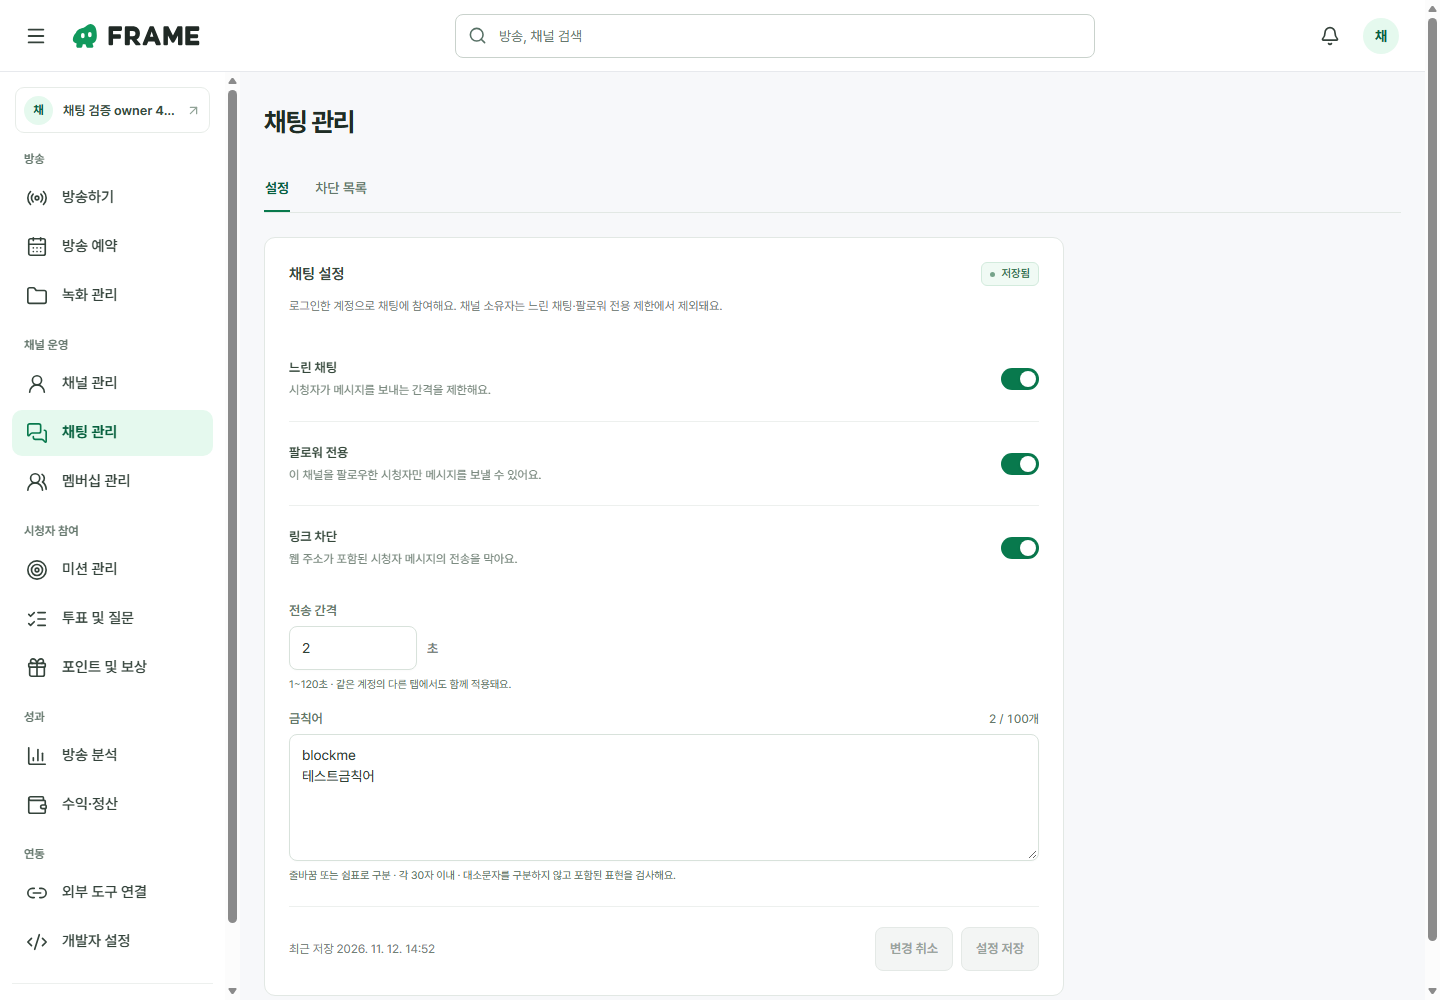 FRAME
방송, 채널 검색
채
채
채팅 검증 owner 4...
방송
방송하기
방송 예약
녹화 관리
채널 운영
채널 관리
채팅 관리
멤버십 관리
시청자 참여
미션 관리
투표 및 질문
포인트 및 보상
성과
방송 분석
수익·정산
연동
외부 도구 연결
개발자 설정
채팅 관리
설정
차단 목록
채팅 설정
저장됨
로그인한 계정으로 채팅에 참여해요. 채널 소유자는 느린 채팅·팔로워 전용 제한에서 제외돼요.
느린 채팅
시청자가 메시지를 보내는 간격을 제한해요.
팔로워 전용
이 채널을 팔로우한 시청자만 메시지를 보낼 수 있어요.
링크 차단
웹 주소가 포함된 시청자 메시지의 전송을 막아요.
전송 간격
2 초
1~120초 · 같은 계정의 다른 탭에서도 함께 적용돼요.
금칙어
2 / 100개
blockme
테스트금칙어
줄바꿈 또는 쉼표로 구분 · 각 30자 이내 · 대소문자를 구분하지 않고 포함된 표현을 검사해요.
최근 저장 2026. 11. 12. 14:52
변경 취소
설정 저장